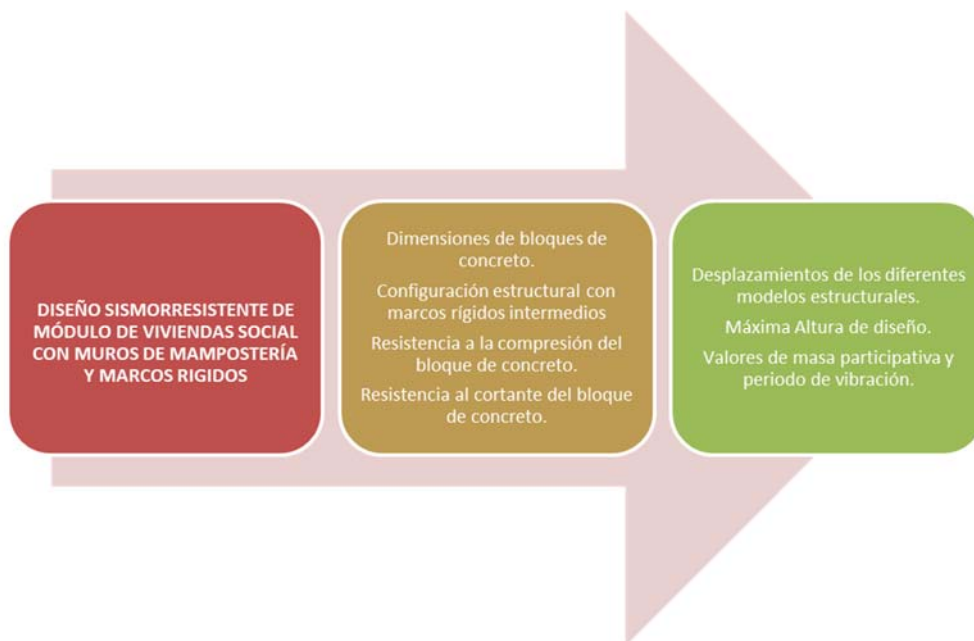 DISEÑO SISMORRESISTENTE DE
MÓDULO DE VIVIENDAS SOCIAL
CON MUROS DE MAMPOSTERÍA
Y MARCOS RIGIDOS
Dimensiones de bloques de
concreto.
Configuración estructural con
marcos rígidos intermedios
Resistencia a la compresión del
bloque de concreto.
Resistencia al cortante del bloque
de concreto.
Desplazamientos de los diferentes
modelos estructurales.
Máxima Altura de diseño.
Valores de masa participativa y
periodo de vibración.